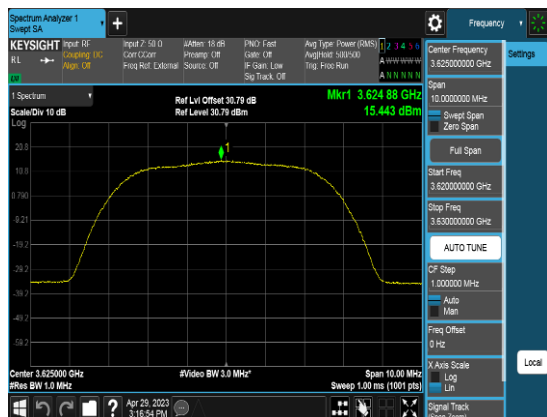 Spectrum Analyzer 1
Swept SA
+
Frequency
KEYSIGHT
RL
Input: RF
Coupling: DC
Align: Off
Input Z: 50 Ω
Corr CCorr
Freq Ref: External
#Atten: 18 dB
Preamp: Off
Source: Off
PNO: Fast
Gate: Off
IF Gain: Low
Sig Track: Off
Avg Type: Power (RMS)
Avg|Hold: 500/500
Trig: Free Run
1 2 3 4 5 6
A W W W W W
A N N N N N
1 Spectrum
Scale/Div 10 dB
Log
Ref Lvl Offset 30.79 dB
Ref Level 30.79 dBm
Mkr1 3.624 88 GHz
15.443 dBm
1
20.8
10.8
0.790
-9.21
-19.2
-29.2
-39.2
-49.2
-59.2
Center 3.625000 GHz
#Res BW 1.0 MHz
#Video BW 3.0 MHz*
Span 10.00 MHz
Sweep 1.00 ms (1001 pts)
Apr 29, 2023
3:16:54 PM
?
Center Frequency
3.625000000 GHz
Span
10.0000000 MHz
Swept Span
Zero Span
Full Span
Start Freq
3.620000000 GHz
Stop Freq
3.630000000 GHz
AUTO TUNE
CF Step
1.000000 MHz
Auto
Man
Freq Offset
0 Hz
X Axis Scale
Log
Lin
Signal Track
Settings
Local